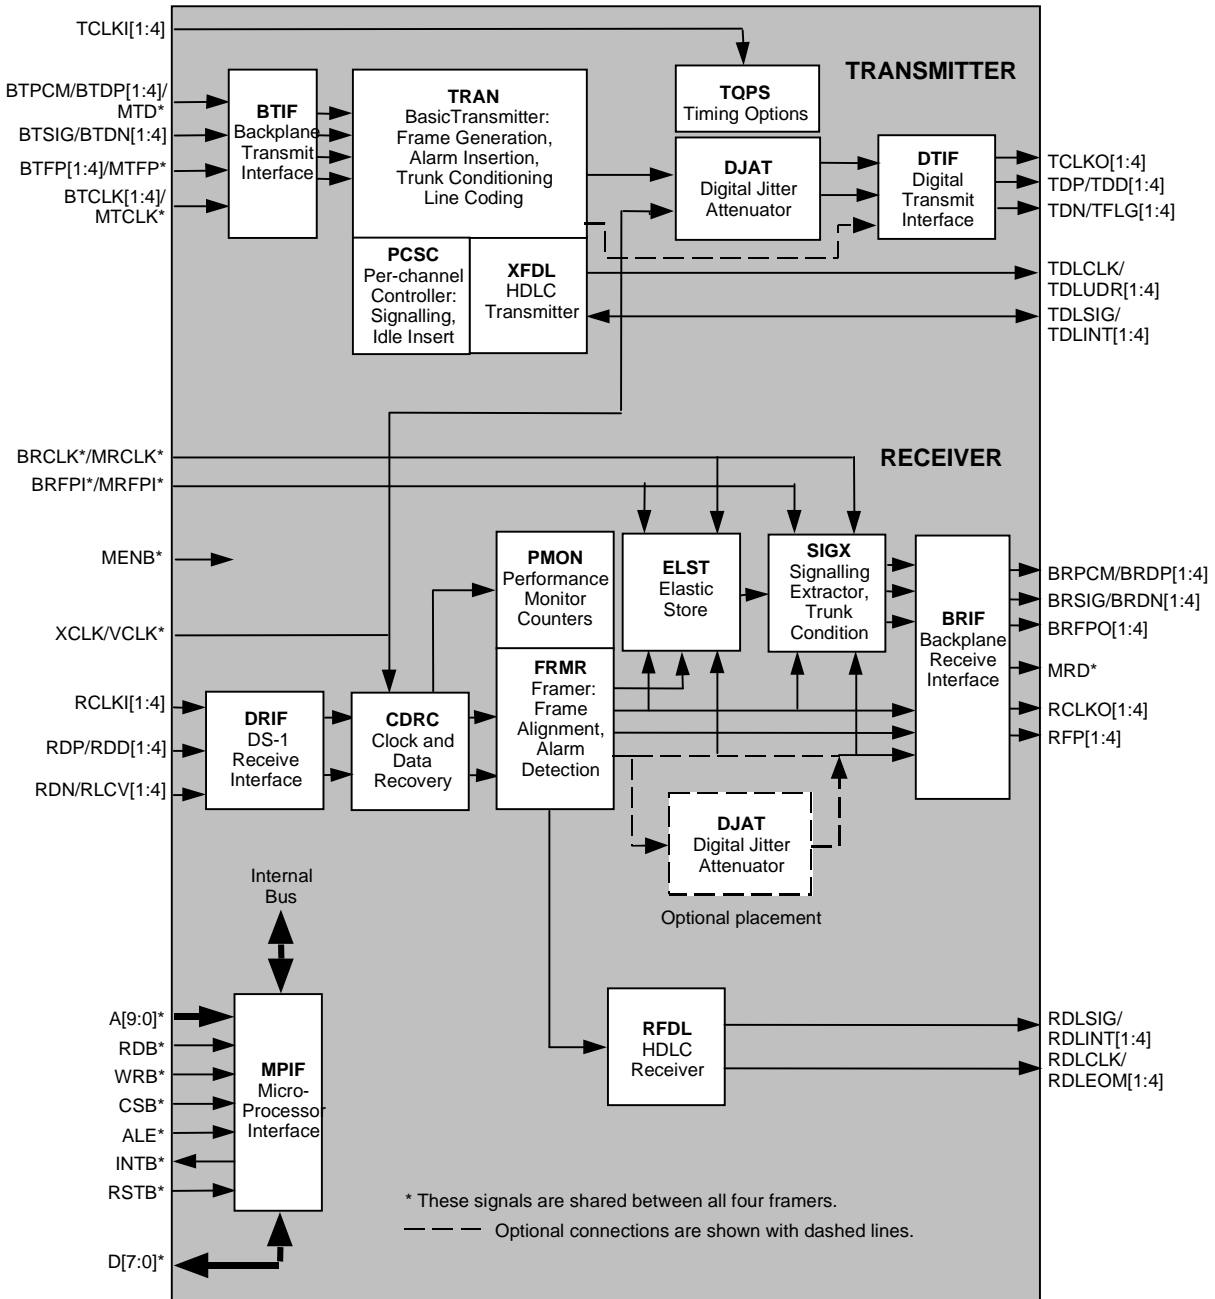 TCLKI[1:4]
BTPCM/BTDP[1:4]/
MTD*
BTSIG/BTDN[1:4]
BTFP[1:4]/MTFP*
BTCLK[1:4]/
MTCLK*
BTIF
Backplane
Transmit
Interface
TRAN
BasicTransmitter:
Frame Generation,
Alarm Insertion,
Trunk Conditioning
Line Coding
PCSC
Per-channel
Controller:
Signalling,
Idle Insert
XFDL
HDLC
Transmitter
TQPS
Timing Options
TRANSMITTER
DJAT
Digital Jitter
Attenuator
DTIF
Digital
Transmit
Interface
TCLKO[1:4]
TDP/TDD[1:4]
TDN/TFLG[1:4]
TDLCLK/
TDLUDR[1:4]
TDLSIG/
TDLINT[1:4]
BRCLK*/MRCLK*
BRFPI*/MRFPI*
MENB*
XCLK/VCLK*
RCLKI[1:4]
RDP/RDD[1:4]
RDN/RLCV[1:4]
RECEIVER
DRIF
DS-1
Receive
Interface
CDRC
Clock and
Data
Recovery
PMON
Performance
Monitor
Counters
FRMR
Framer:
Frame
Alignment,
Alarm
Detection
ELST
Elastic
Store
SIGX
Signalling
Extractor,
Trunk
Condition
BRIF
Backplane
Receive
Interface
BRPCM/BRDP[1:4]
BRSIG/BRDN[1:4]
BRFPO[1:4]
MRD*
RCLKO[1:4]
RFP[1:4]
DJAT
Digital Jitter
Attenuator
Optional placement
Internal
Bus
A[9:0]*
RDB*
WRB*
CSB*
ALE*
INTB*
RSTB*
D[7:0]*
MPIF
Micro-
Processor
Interface
RFDL
HDLC
Receiver
RDLSIG/
RDLINT[1:4]
RDLCLK/
RDLEOM[1:4]
* These signals are shared between all four framers.
Optional connections are shown with dashed lines.